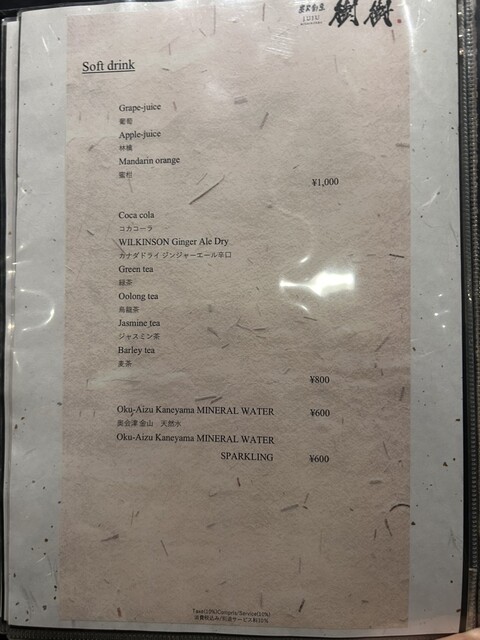 JUJU
樹樹
Soft drink
Grape-juice
葡萄
Apple-juice
林檎
Mandarin orange
蜜柑
¥1,000
Coca cola
コカコーラ
WILKINSON Ginger Ale Dry
カナダドライ ジンジャーエール辛口
Green tea
緑茶
Oolong tea
烏龍茶
Jasmine tea
ジャスミン茶
Barley tea
麦茶
¥800
Oku-Aizu Kaneyama MINERAL WATER ¥600
奥会津 金山 天然水
Oku-Aizu Kaneyama MINERAL WATER
SPARKLING ¥600